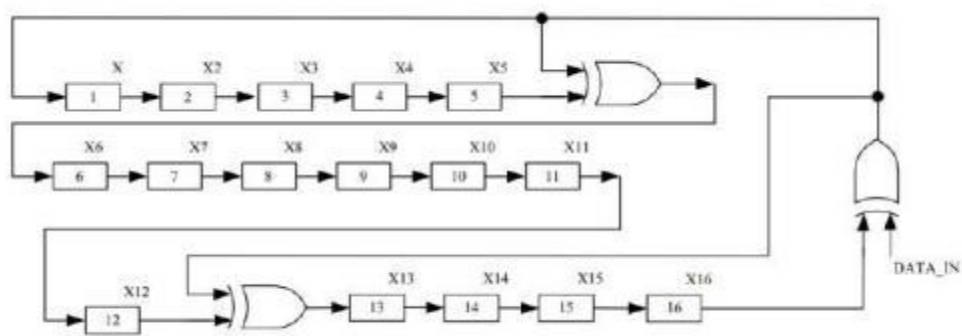 X X2 X3 X4 X5
1 2 3 4 5
X6 X7 X8 X9 X10 X11
6 7 8 9 10 11
DATA_IN
X12 X13 X14 X15 X16
12 13 14 15 16